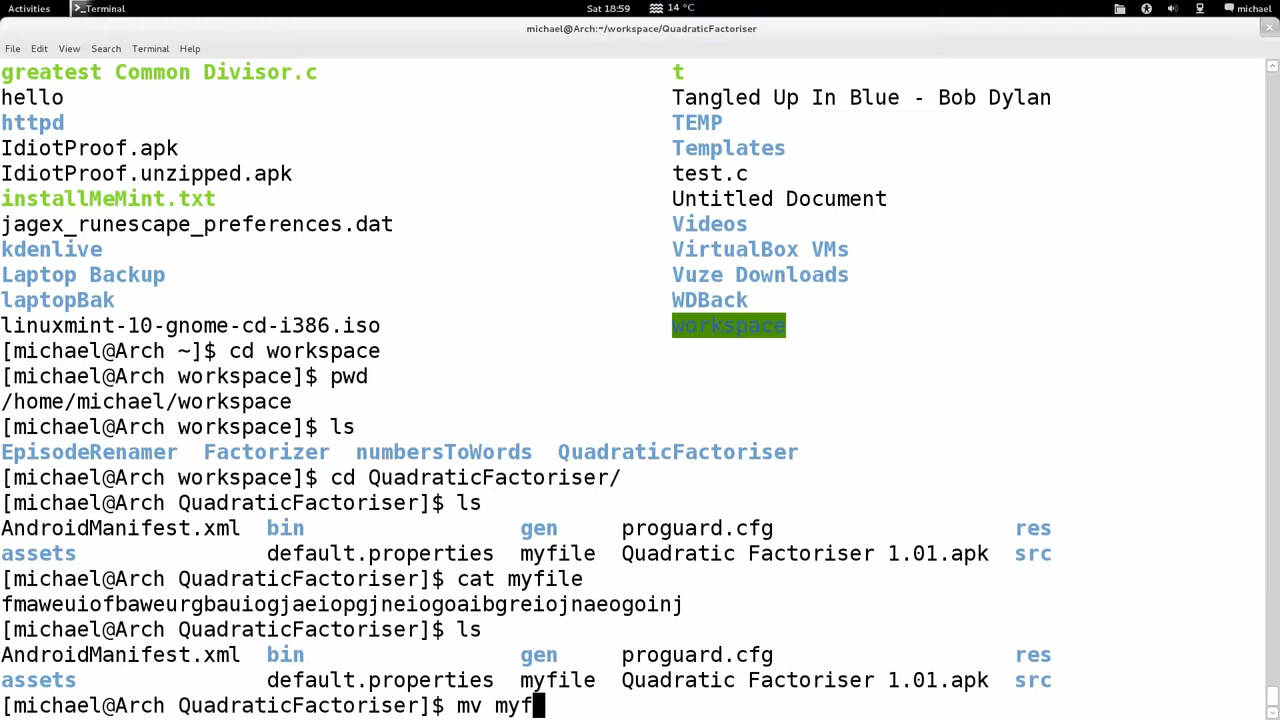 Activities Terminal Sat 18:59 14 °C michael
michael@Arch:~/workspace/QuadraticFactoriser
File Edit View Search Terminal Help
greatest Common Divisor.c t
hello Tangled Up In Blue - Bob Dylan
httpd TEMP
IdiotProof.apk Templates
IdiotProof.unzipped.apk test.c
installMeMint.txt Untitled Document
jagex_runescape_preferences.dat Videos
kdenlive VirtualBox VMs
Laptop Backup Vuze Downloads
laptopBak WDBack
linuxmint-10-gnome-cd-i386.iso workspace
[michael@Arch ~]$ cd workspace
[michael@Arch workspace]$ pwd
/home/michael/workspace
[michael@Arch workspace]$ ls
EpisodeRenamer Factorizer numbersToWords QuadraticFactoriser
[michael@Arch workspace]$ cd QuadraticFactoriser/
[michael@Arch QuadraticFactoriser]$ ls
AndroidManifest.xml bin gen proguard.cfg res
assets default.properties myfile Quadratic Factoriser 1.01.apk src
[michael@Arch QuadraticFactoriser]$ cat myfile
fmaweuiofbaweurgbauiogjaeiopgjneiogoaibgreiojnaeogoinj
[michael@Arch QuadraticFactoriser]$ ls
AndroidManifest.xml bin gen proguard.cfg res
assets default.properties myfile Quadratic Factoriser 1.01.apk src
[michael@Arch QuadraticFactoriser]$ mv myf